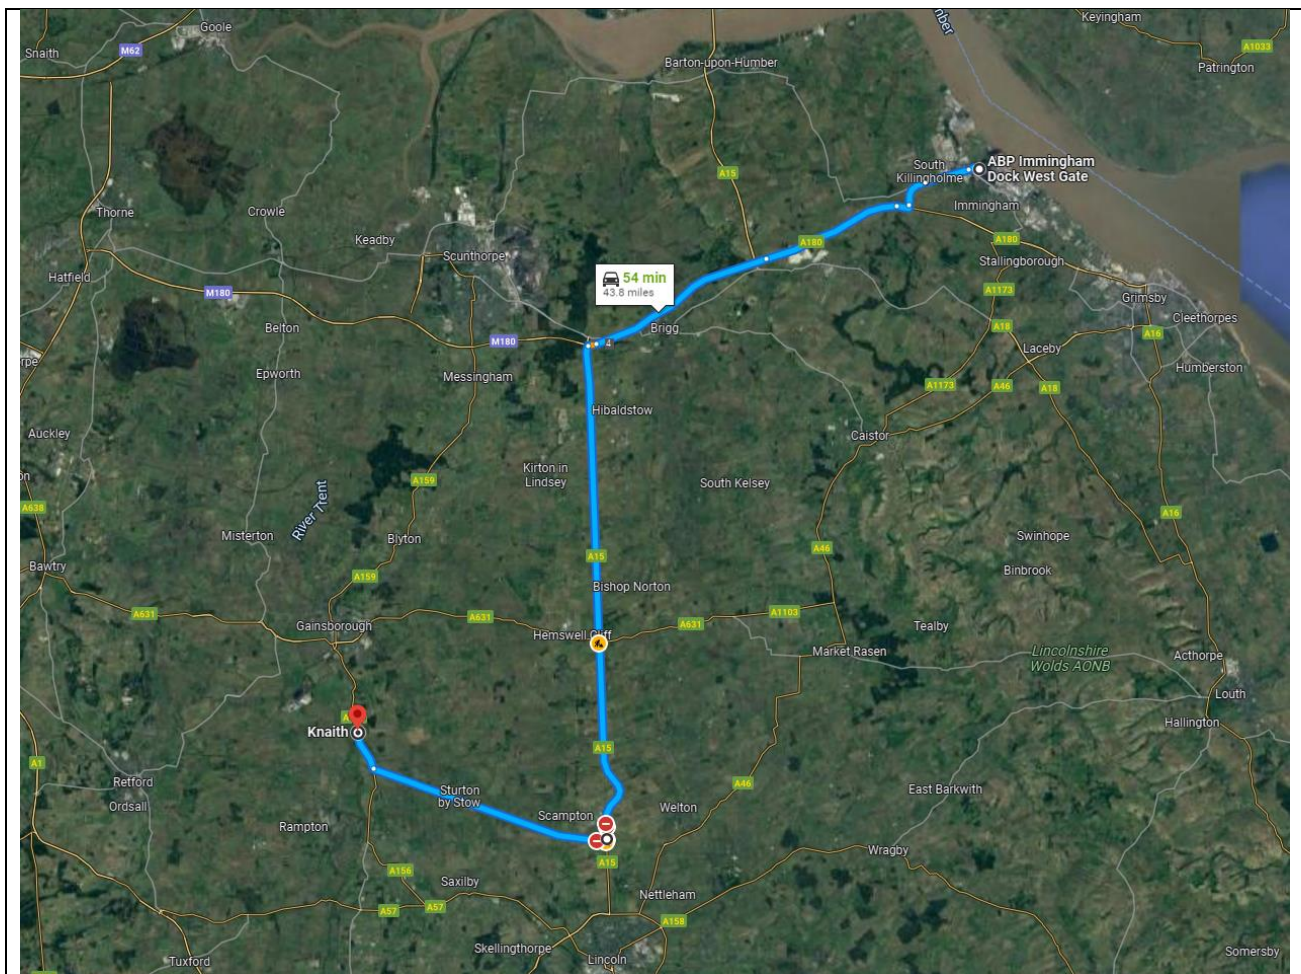 Goole
Keyingham
Snaith
M62
mber
A1033
Barton-upon-Humber
Patrington
South
Killingholme
ABP Immingham
Dock West Gate
A15
Immingham
Thorne
Crowle
Keadby
Scunthorpe
A180
A180
Stallingborough
Hatfield
54 min
43.8 miles
M180
A1173
Grimsby
Cleethorpes
Belton
Brigg
A18
A16
M180
4
Laceby
rpe
Humberston
Epworth
Messingham
A1173
A46
A18
Hibaldstow
Auckley
Caistor
Kirton in
Lindsey
on
A159
South Kelsey
River Trent
A638
A16
Misterton
Blyton
Swinhope
A46
A15
Bawtry
A159
Bishop Norton
Binbrook
A631
A631
A1103
Gainsborough
A631
Tealby
Hemswell Cliff
Market Rasen
Lincolnshire
Wolds AONB
Acthorpe
Louth
Knaith
Hallington
A15
A1
Retford
Ordsall
A46
Sturton
by Stow
East Barkwith
Scampton
Welton
Rampton
Wragby
A15
A156
Saxilby
Nettleham
A57
A57
A158
Skellingthorpe
Lincoln
Somersby
Tuxford